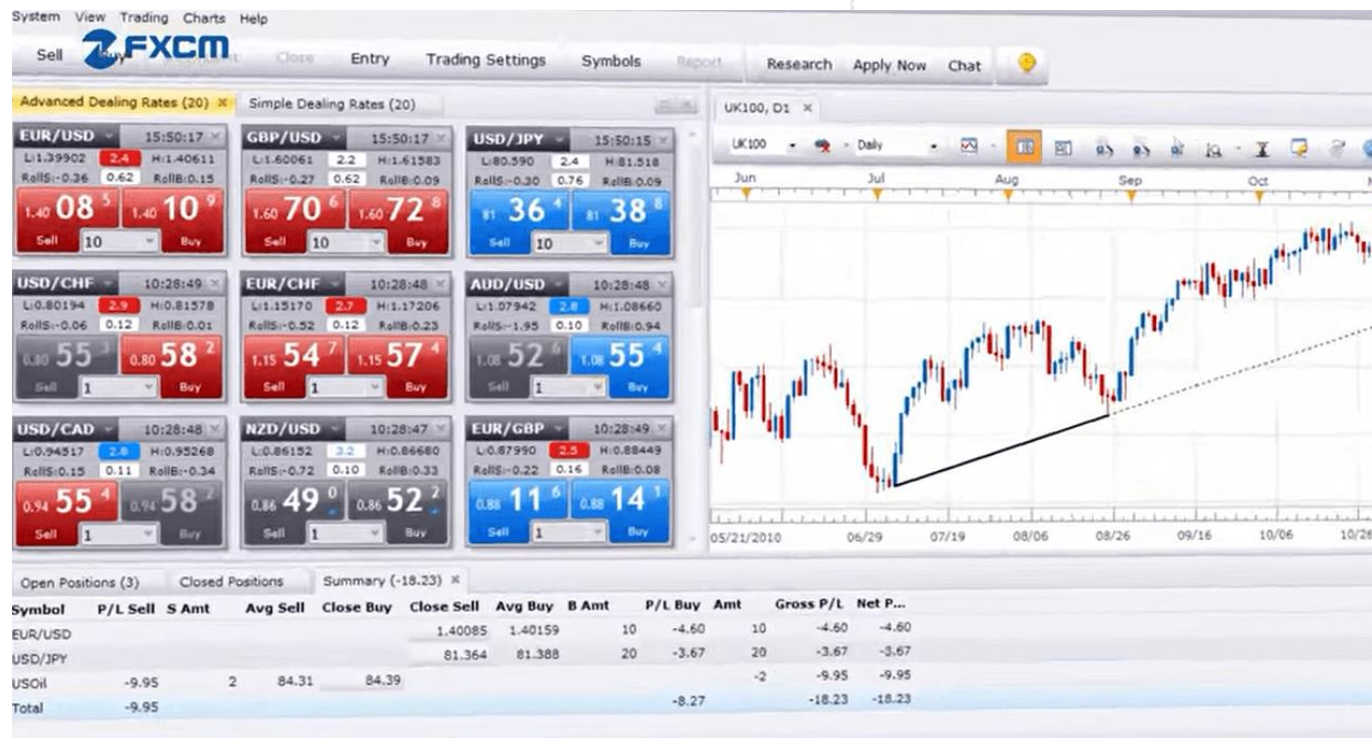 System View Trading Charts Help
FXCM
Sell Buy Close Entry Trading Settings Symbols Report Research Apply Now Chat
Advanced Dealing Rates (20) Simple Dealing Rates (20)
UK100, D1
EUR/USD 15:50:17
L:1.39902 2.4 H:1.40611
RollS:-0.36 0.62 RollB:0.15
1.40 08 5 1.40 10 9
Sell 10 Buy
GBP/USD 15:50:17
L:1.60061 2.2 H:1.61583
RollS:-0.27 0.62 RollB:0.09
1.60 70 6 1.60 72 8
Sell 10 Buy
USD/JPY 15:50:15
L:80.590 2.4 H:81.518
RollS:-0.30 0.76 RollB:0.09
81 36 4 81 38 8
Sell 10 Buy
USD/CHF 10:28:49
L:0.80194 2.9 H:0.81578
RollS:-0.06 0.12 RollB:0.01
0.80 55 3 0.80 58 2
Sell 1 Buy
EUR/CHF 10:28:48
L:1.15170 2.7 H:1.17206
RollS:-0.52 0.12 RollB:0.23
1.15 54 7 1.15 57 4
Sell 1 Buy
AUD/USD 10:28:48
L:1.07942 2.8 H:1.08660
RollS:-1.95 0.10 RollB:0.94
1.08 52 6 1.08 55 4
Sell 1 Buy
USD/CAD 10:28:48
L:0.94517 2.8 H:0.95268
RollS:0.15 0.11 RollB:-0.34
0.94 55 4 0.94 58 2
Sell 1 Buy
NZD/USD 10:28:47
L:0.86152 3.2 H:0.86680
RollS:-0.72 0.10 RollB:0.33
0.86 49 0 0.86 52 2
Sell 1 Buy
EUR/GBP 10:28:49
L:0.87990 2.5 H:0.88449
RollS:-0.22 0.16 RollB:0.08
0.88 11 6 0.88 14 1
Sell 1 Buy
UK100 Daily
Jun Jul Aug Sep Oct
05/21/2010 06/29 07/19 08/06 08/26 09/16 10/06 10/26
Open Positions (3) Closed Positions Summary (-18.23)
Symbol P/L Sell S Amt Avg Sell Close Buy Close Sell Avg Buy B Amt P/L Buy Amt Gross P/L Net P...
EUR/USD 1.40085 1.40159 10 -4.60 10 -4.60 -4.60
USD/JPY 81.364 81.388 20 -3.67 20 -3.67 -3.67
USOil -9.95 2 84.31 84.39 -2 -9.95 -9.95
Total -9.95 -8.27 -18.23 -18.23